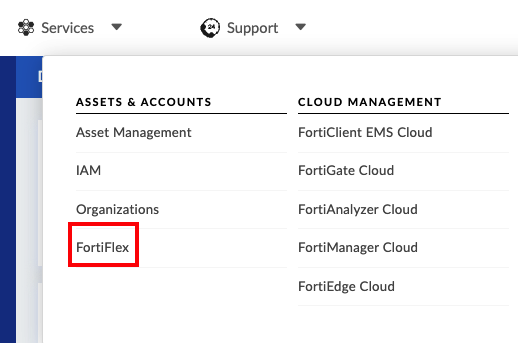 Services
24
Support
D
ASSETS & ACCOUNTS
Asset Management
IAM
Organizations
FortiFlex
CLOUD MANAGEMENT
FortiClient EMS Cloud
FortiGate Cloud
FortiAnalyzer Cloud
FortiManager Cloud
FortiEdge Cloud